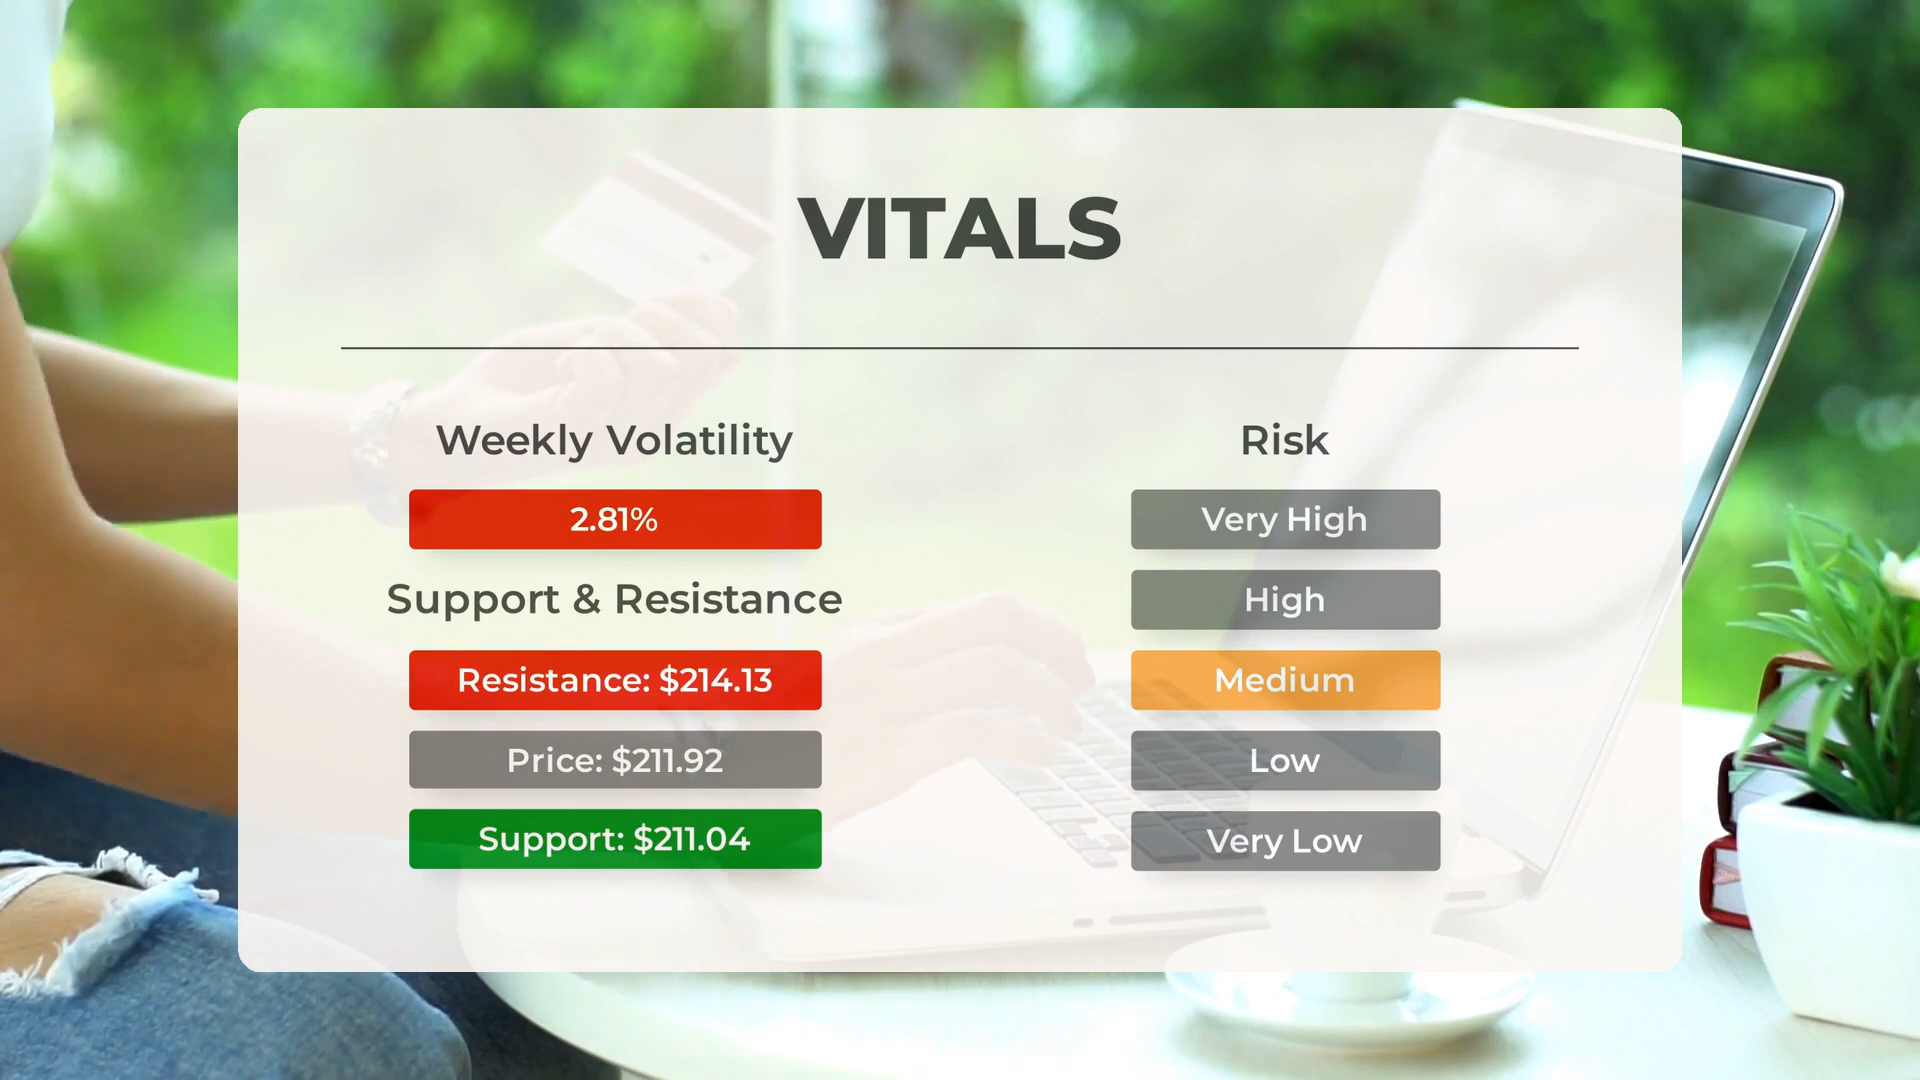 VITALS
Weekly Volatility
2.81%
Support & Resistance
Resistance: $214.13
Price: $211.92
Support: $211.04
Risk
Very High
High
Medium
Low
Very Low